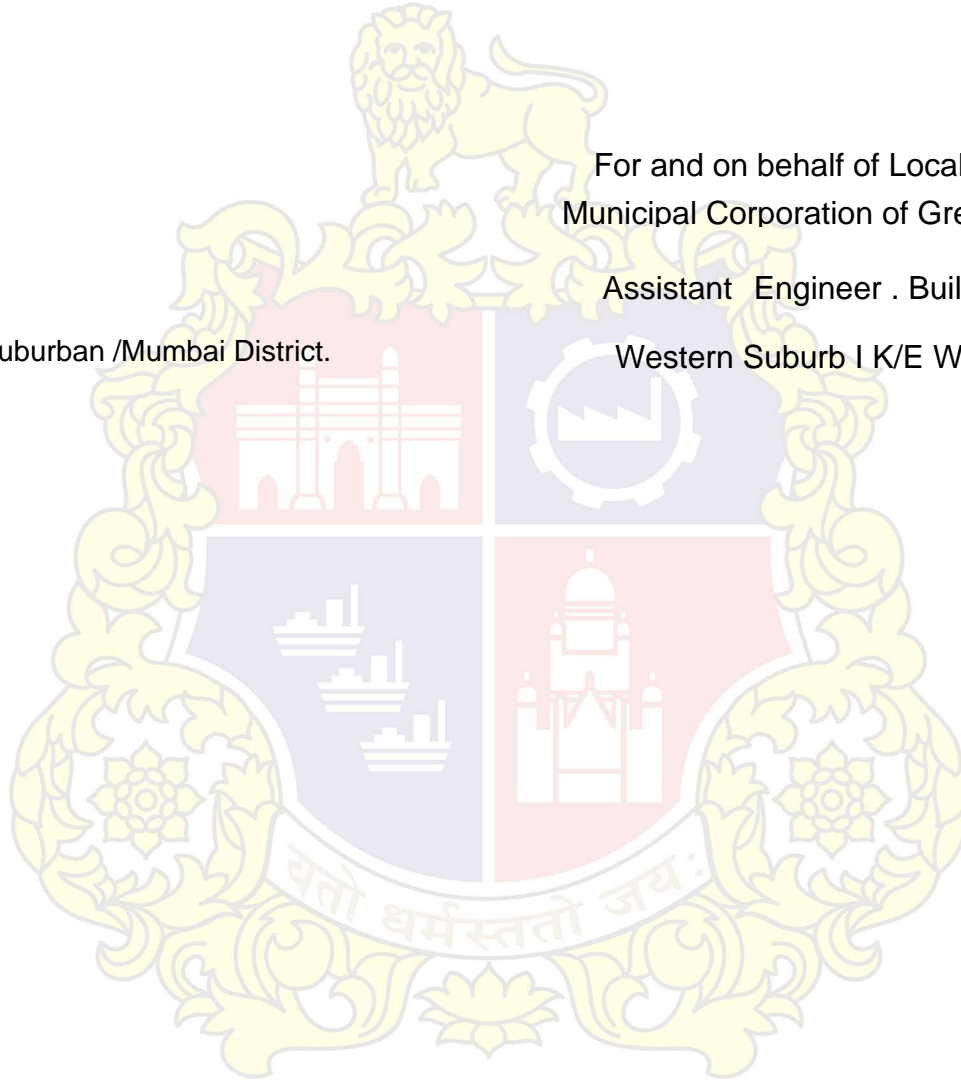 For and on behalf of Local
Municipal Corporation of Gre
Assistant Engineer . Buil
uburban /Mumbai District.
Western Suburb I K/E W
यतो धर्मस्ततो जय: